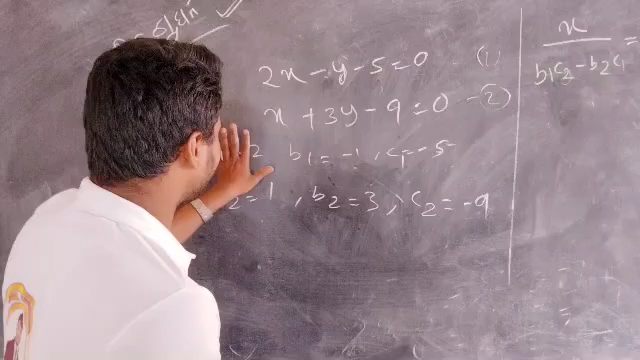 2x - y - 5 = 0 - (1)
x + 3y - 9 = 0 - (2)
2 b1 = -1, c1 = -5
2 = 1, b2 = 3, c2 = -9
x
b1c2 - b2c1
=
=